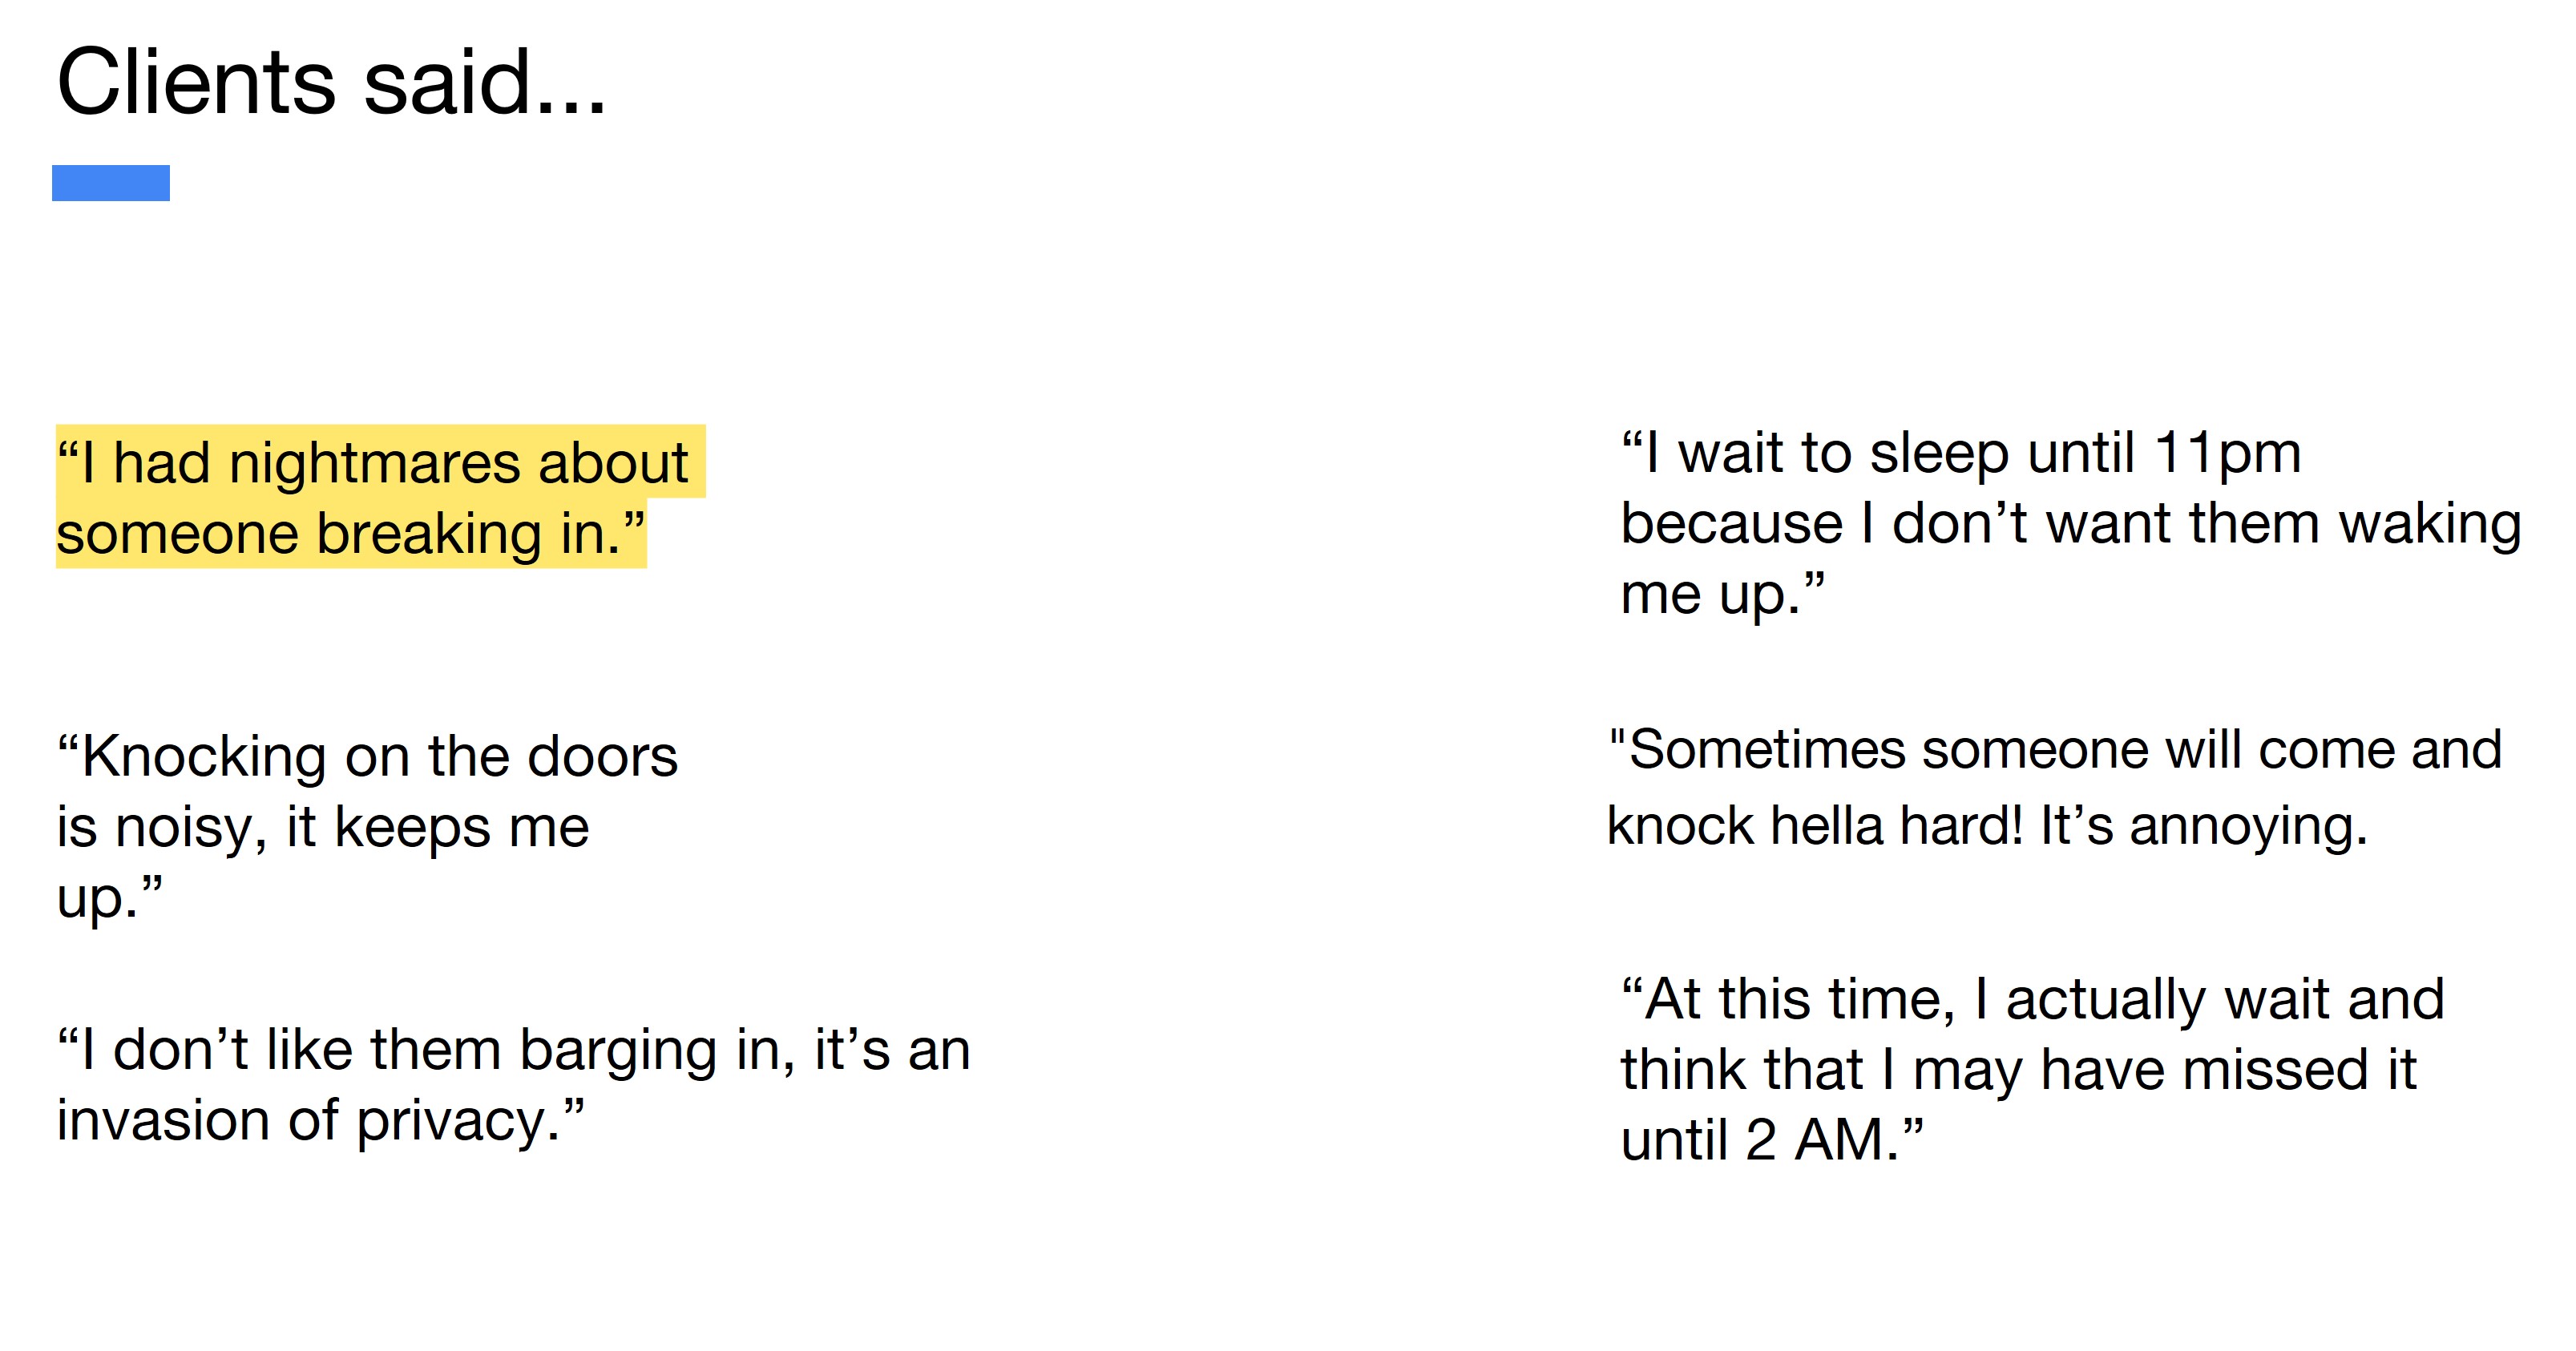 Clients said...
“I had nightmares about
someone breaking in.”
“Knocking on the doors
is noisy, it keeps me
up.”
“I don’t like them barging in, it’s an
invasion of privacy.”
“I wait to sleep until 11pm
because I don’t want them waking
me up.”
"Sometimes someone will come and
knock hella hard! It’s annoying.
“At this time, I actually wait and
think that I may have missed it
until 2 AM.”